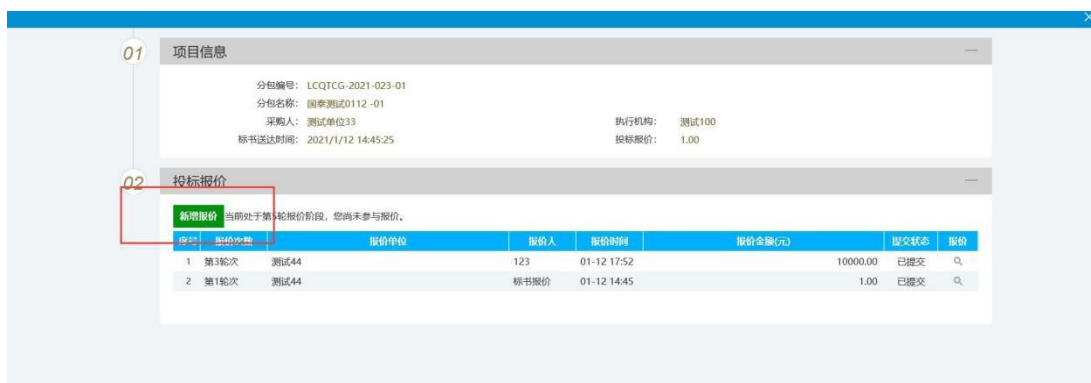 01 项目信息
分包编号: LCQTCG-2021-023-01
分包名称: 国泰测试0112 -01
采购人: 测试单位33 执行机构: 测试100
标书送达时间: 2021/1/12 14:45:25 投标报价: 1.00
02 投标报价
新增报价 当前处于第5轮报价阶段，您尚未参与报价。
序号 报价次数 报价单位 报价人 报价时间 报价金额(元) 提交状态 报价
1 第3轮次 测试44 123 01-12 17:52 10000.00 已提交
2 第1轮次 测试44 标书报价 01-12 14:45 1.00 已提交